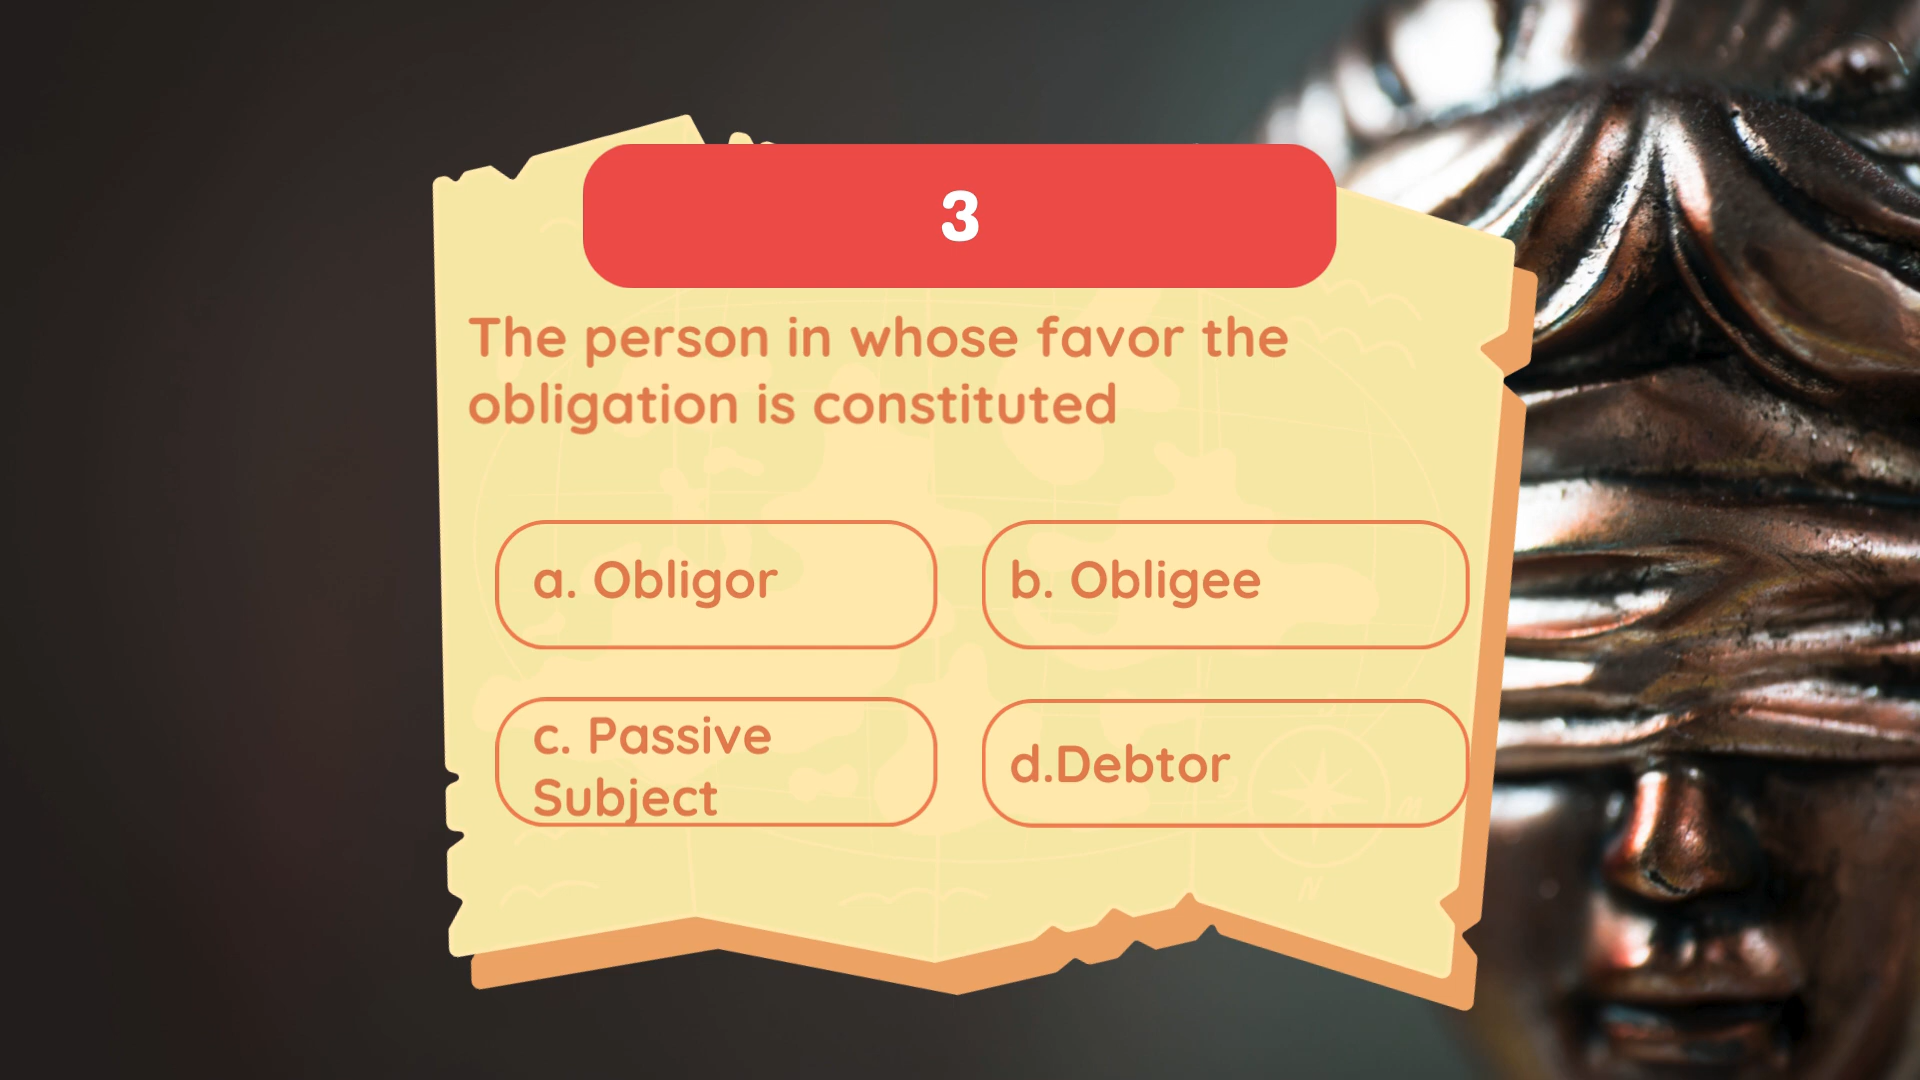 3
The person in whose favor the
obligation is constituted
a. Obligor
b. Obligee
c. Passive
Subject
d.Debtor